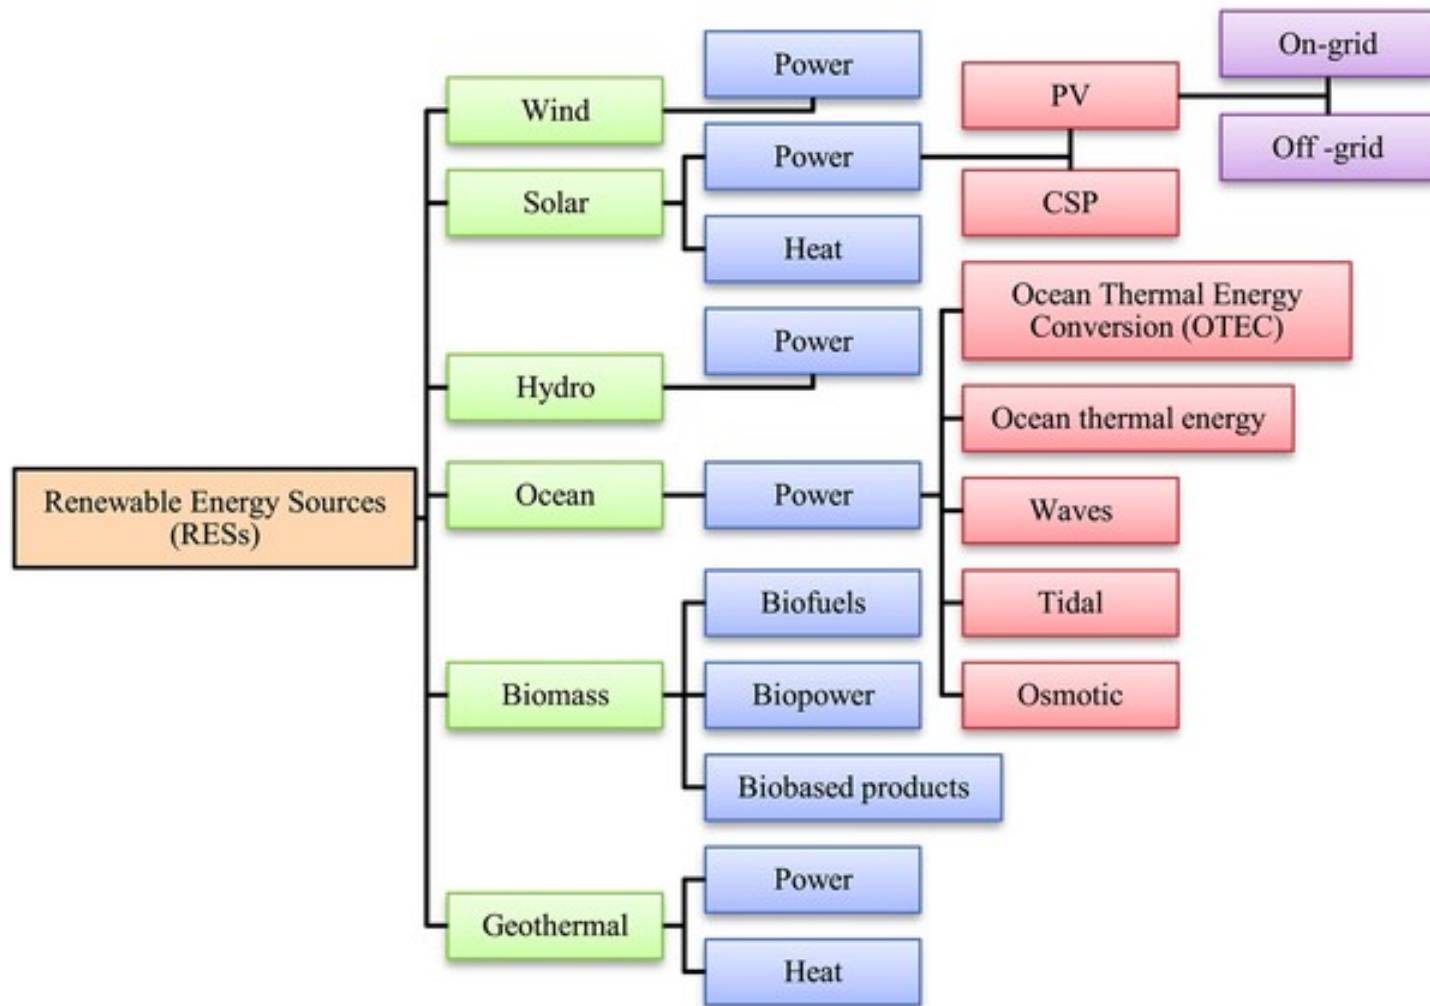 Renewable Energy Sources
(RESs)
Wind
Power
Solar
Power
PV
On-grid
Off -grid
CSP
Heat
Hydro
Power
Ocean
Power
Ocean Thermal Energy
Conversion (OTEC)
Ocean thermal energy
Waves
Tidal
Osmotic
Biomass
Biofuels
Biopower
Biobased products
Geothermal
Power
Heat